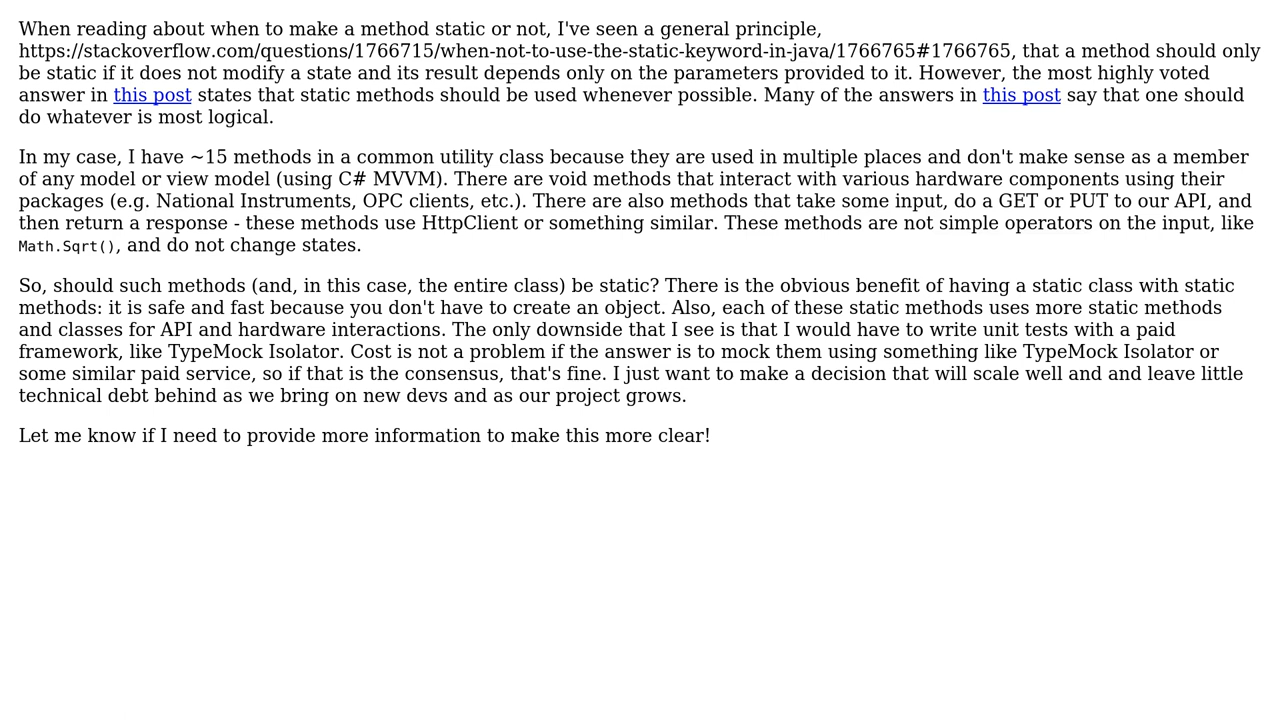 When reading about when to make a method static or not, I've seen a general principle,
https://stackoverflow.com/questions/1766715/when-not-to-use-the-static-keyword-in-java/1766765#1766765, that a method should only
be static if it does not modify a state and its result depends only on the parameters provided to it. However, the most highly voted
answer in this post states that static methods should be used whenever possible. Many of the answers in this post say that one should
do whatever is most logical.
In my case, I have ~15 methods in a common utility class because they are used in multiple places and don't make sense as a member
of any model or view model (using C# MVVM). There are void methods that interact with various hardware components using their
packages (e.g. National Instruments, OPC clients, etc.). There are also methods that take some input, do a GET or PUT to our API, and
then return a response - these methods use HttpClient or something similar. These methods are not simple operators on the input, like
Math.Sqrt(), and do not change states.
So, should such methods (and, in this case, the entire class) be static? There is the obvious benefit of having a static class with static
methods: it is safe and fast because you don't have to create an object. Also, each of these static methods uses more static methods
and classes for API and hardware interactions. The only downside that I see is that I would have to write unit tests with a paid
framework, like TypeMock Isolator. Cost is not a problem if the answer is to mock them using something like TypeMock Isolator or
some similar paid service, so if that is the consensus, that's fine. I just want to make a decision that will scale well and and leave little
technical debt behind as we bring on new devs and as our project grows.
Let me know if I need to provide more information to make this more clear!